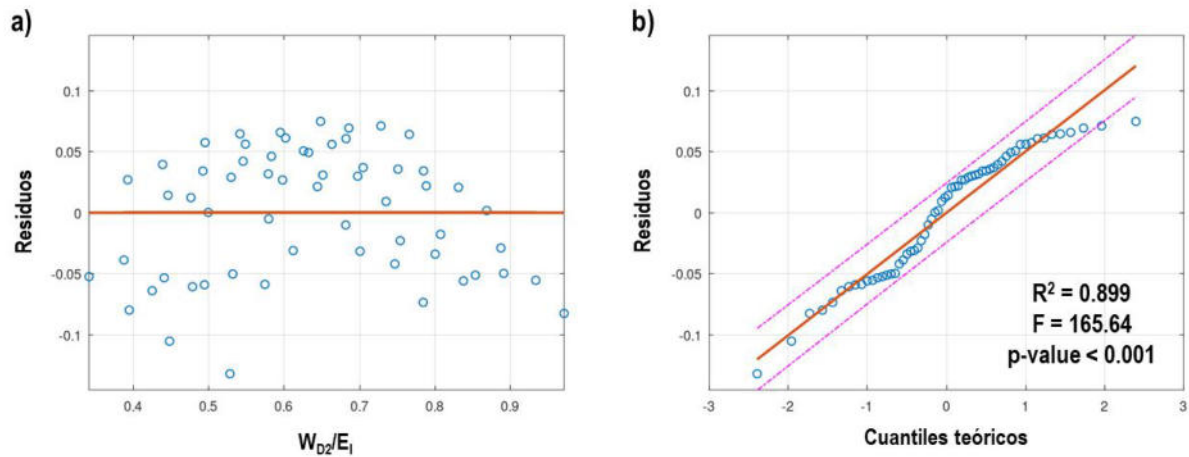 a)
Residuos
0.1
0.05
0
-0.05
-0.1
0.4 0.5 0.6 0.7 0.8 0.9
W_D2/E_I
b)
Residuos
0.1
0.05
0
-0.05
-0.1
R² = 0.899
F = 165.64
p-value < 0.001
-3 -2 -1 0 1 2 3
Cuantiles teóricos